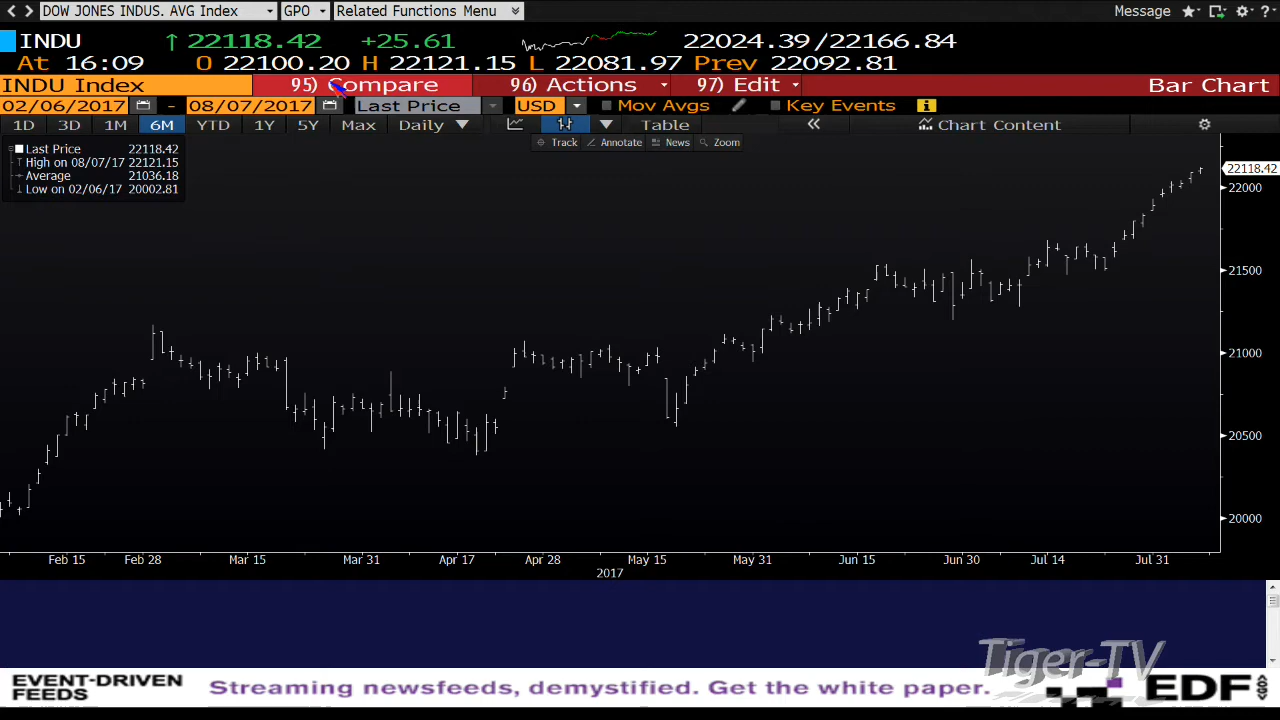 DOW JONES INDUS. AVG Index GPO Related Functions Menu Message ?
INDU 22118.42 +25.61 22024.39/22166.84
At 16:09 O 22100.20 H 22121.15 L 22081.97 Prev 22092.81
INDU Index 95) Compare 96) Actions 97) Edit Bar Chart
02/06/2017 - 08/07/2017 Last Price USD Mov Avgs Key Events
1D 3D 1M 6M YTD 1Y 5Y Max Daily Table Chart Content
Track Annotate News Zoom
Last Price 22118.42
High on 08/07/17 22121.15
Average 21036.18
Low on 02/06/17 20002.81
22118.42
22000
21500
21000
20500
20000
Feb 15 Feb 28 Mar 15 Mar 31 Apr 17 Apr 28 May 15 May 31 Jun 15 Jun 30 Jul 14 Jul 31
2017
Tiger-TV
EVENT-DRIVEN
FEEDS
Streaming newsfeeds, demystified. Get the white paper.
EDF